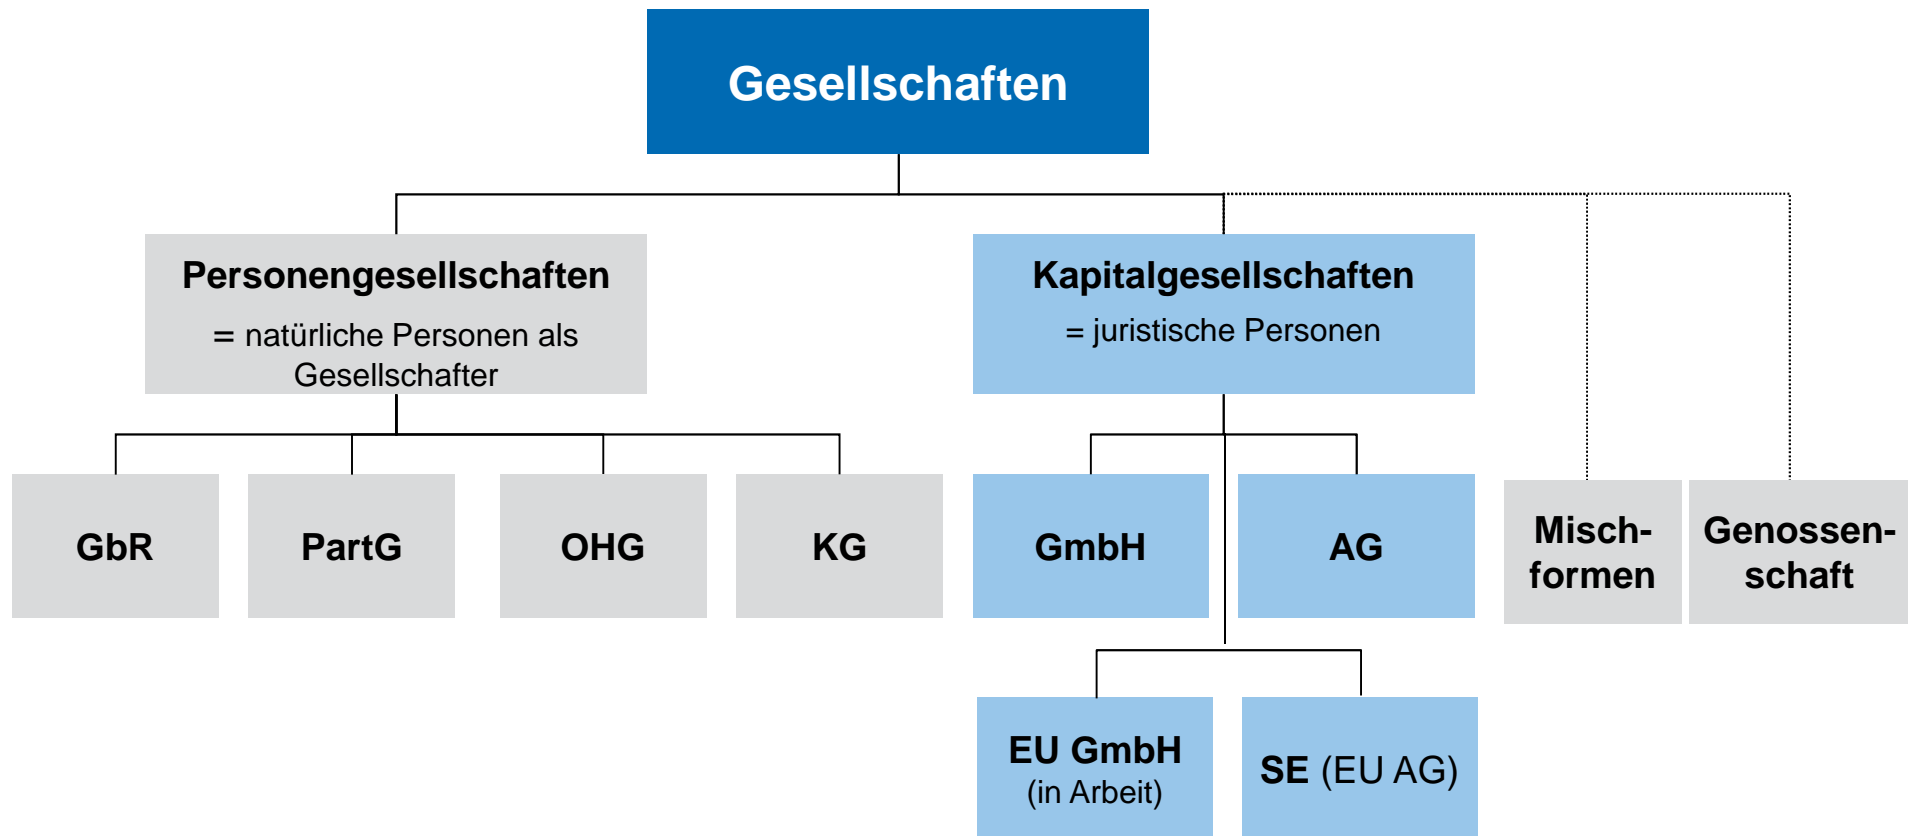 Gesellschaften
Personengesellschaften
= natürliche Personen als
Gesellschafter
Kapitalgesellschaften
= juristische Personen
GbR
PartG
OHG
KG
GmbH
AG
Misch-
formen
Genossen-
schaft
EU GmbH
(in Arbeit)
SE (EU AG)